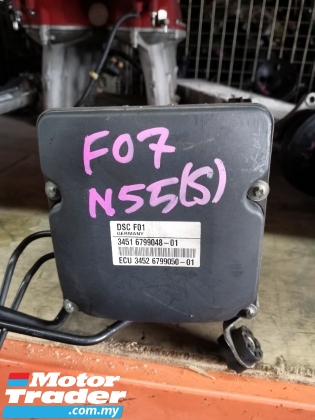 F07
N55(S)
DSC F01
GERMANY
3451 6799048-01
ECU 3452 6799050-01
Motor
Trader
.com.my